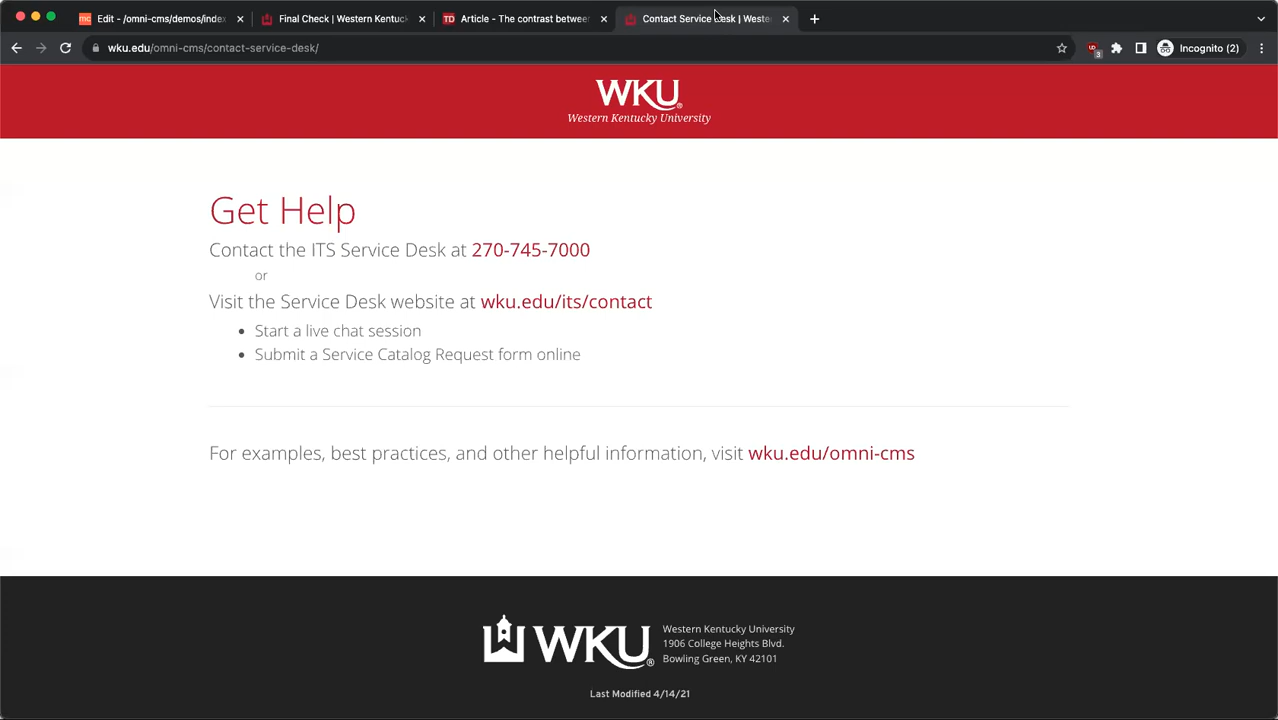 mc Edit - /omni-cms/demos/index
Final Check | Western Kentuck
TD Article - The contrast between
Contact Service Desk | Weste
wku.edu/omni-cms/contact-service-desk/
3
Incognito (2)
WKU®
Western Kentucky University
Get Help
Contact the ITS Service Desk at 270-745-7000
or
Visit the Service Desk website at wku.edu/its/contact
• Start a live chat session
• Submit a Service Catalog Request form online
For examples, best practices, and other helpful information, visit wku.edu/omni-cms
WKU®
Western Kentucky University
1906 College Heights Blvd.
Bowling Green, KY 42101
Last Modified 4/14/21